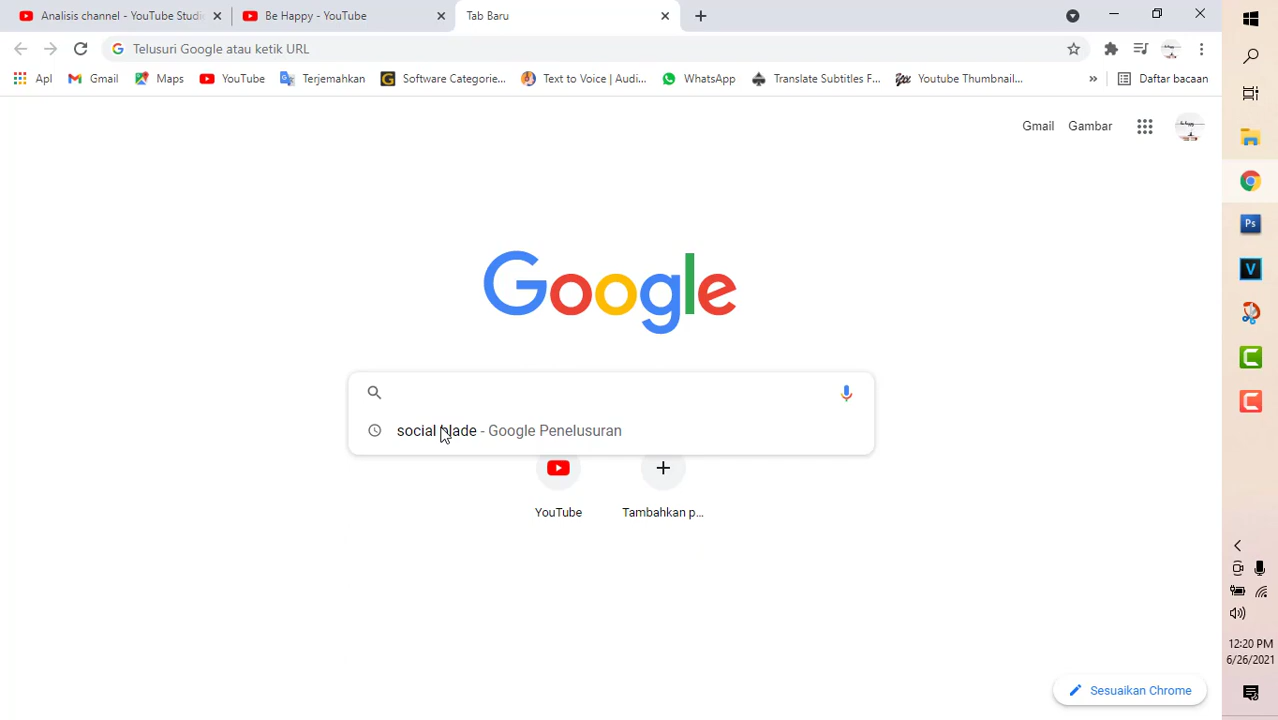 Analisis channel - YouTube Studi
Be Happy - YouTube
Tab Baru
Telusuri Google atau ketik URL
Apl
Gmail
Maps
YouTube
Terjemahkan
Software Categorie...
Text to Voice | Audi...
WhatsApp
Translate Subtitles F...
Youtube Thumbnail...
»
Daftar bacaan
Gmail
Gambar
Google
social blade - Google Penelusuran
YouTube
Tambahkan p...
Sesuaikan Chrome
Ps
V
12:20 PM
6/26/2021